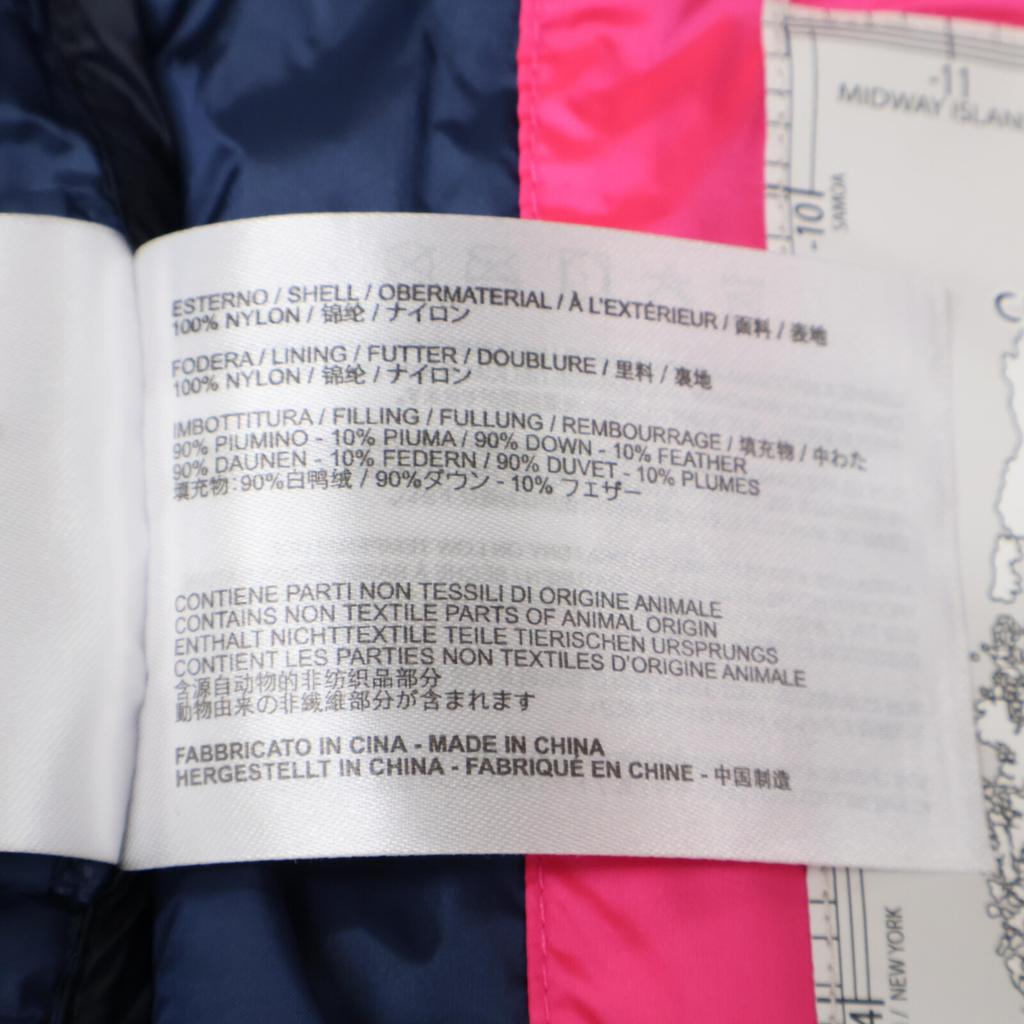 -11
MIDWAY ISLAN
-10
SAMOA
ESTERNO / SHELL / OBERMATERIAL / À L'EXTÉRIEUR / 面料 / 表地
100% NYLON / 锦纶 / ナイロン
FODERA / LINING / FUTTER / DOUBLURE / 里料 / 裏地
100% NYLON / 锦纶 / ナイロン
IMBOTTITURA / FILLING / FULLUNG / REMBOURRAGE / 填充物 / 中わた
90% PIUMINO - 10% PIUMA / 90% DOWN - 10% FEATHER
90% DAUNEN - 10% FEDERN / 90% DUVET - 10% PLUMES
填充物:90%白鸭绒 / 90%ダウン - 10% フェザー
CONTIENE PARTI NON TESSILI DI ORIGINE ANIMALE
CONTAINS NON TEXTILE PARTS OF ANIMAL ORIGIN
ENTHALT NICHTTEXTILE TEILE TIERISCHEN URSPRUNGS
CONTIENT LES PARTIES NON TEXTILES D'ORIGINE ANIMALE
含源自动物的非纺织品部分
動物由来の非繊維部分が含まれます
FABBRICATO IN CINA - MADE IN CHINA
HERGESTELLT IN CHINA - FABRIQUÉ EN CHINE - 中国制造
/ NEW YORK